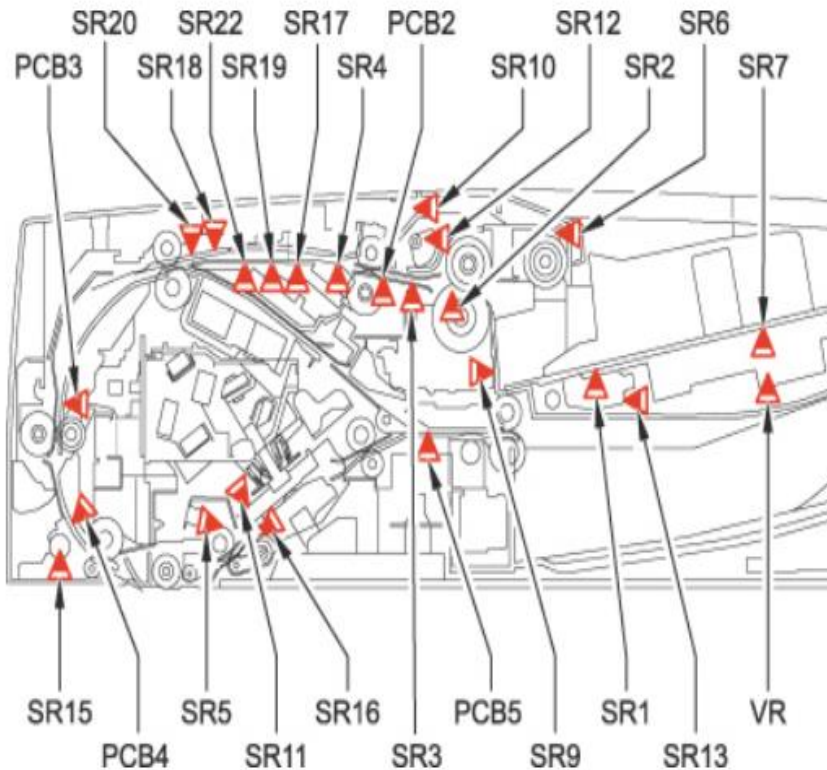 SR20 SR22 SR17 PCB2 SR12 SR6
PCB3 SR18 SR19 SR4 SR10 SR2 SR7
SR15 SR5 SR16 PCB5 SR1 VR
PCB4 SR11 SR3 SR9 SR13